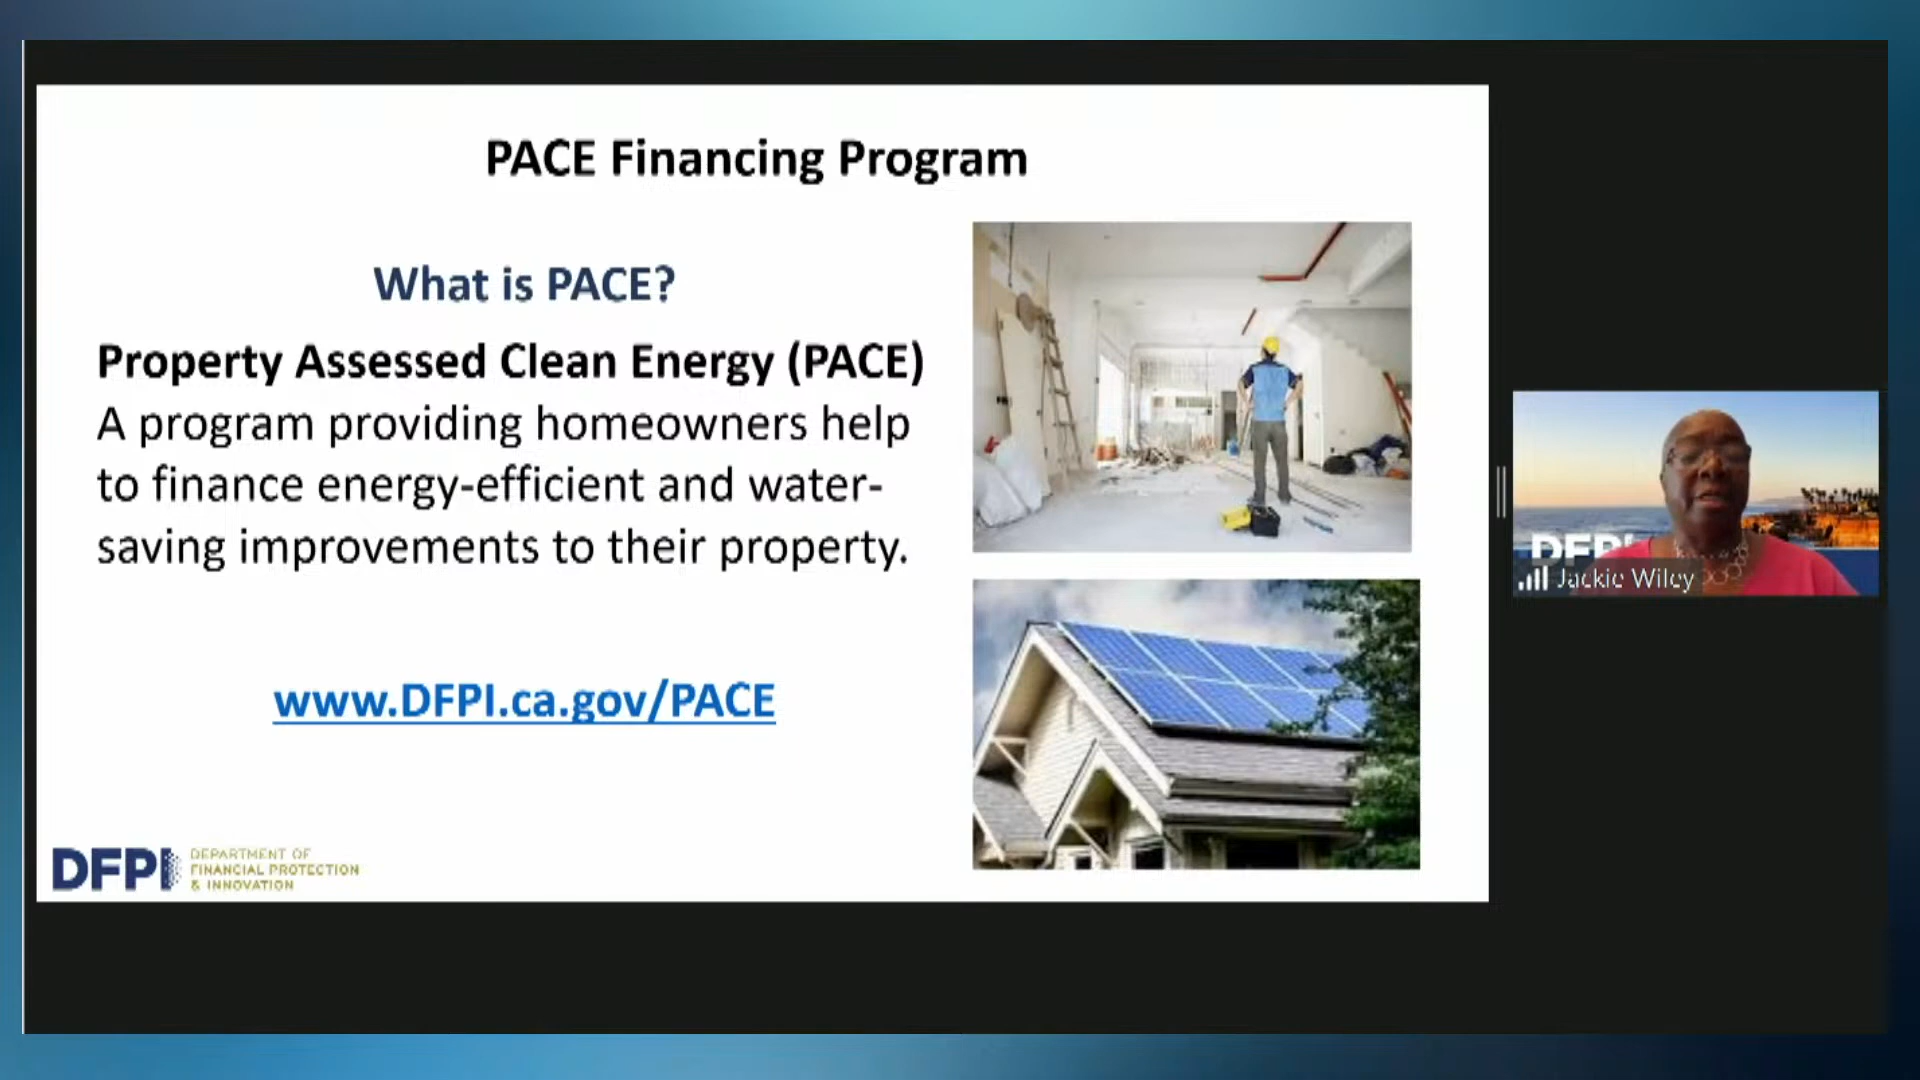 PACE Financing Program
What is PACE?
Property Assessed Clean Energy (PACE)
A program providing homeowners help
to finance energy-efficient and water-
saving improvements to their property.
www.DFPI.ca.gov/PACE
DFPI
DEPARTMENT OF
FINANCIAL PROTECTION
& INNOVATION
DFPI
Jackie Wiley